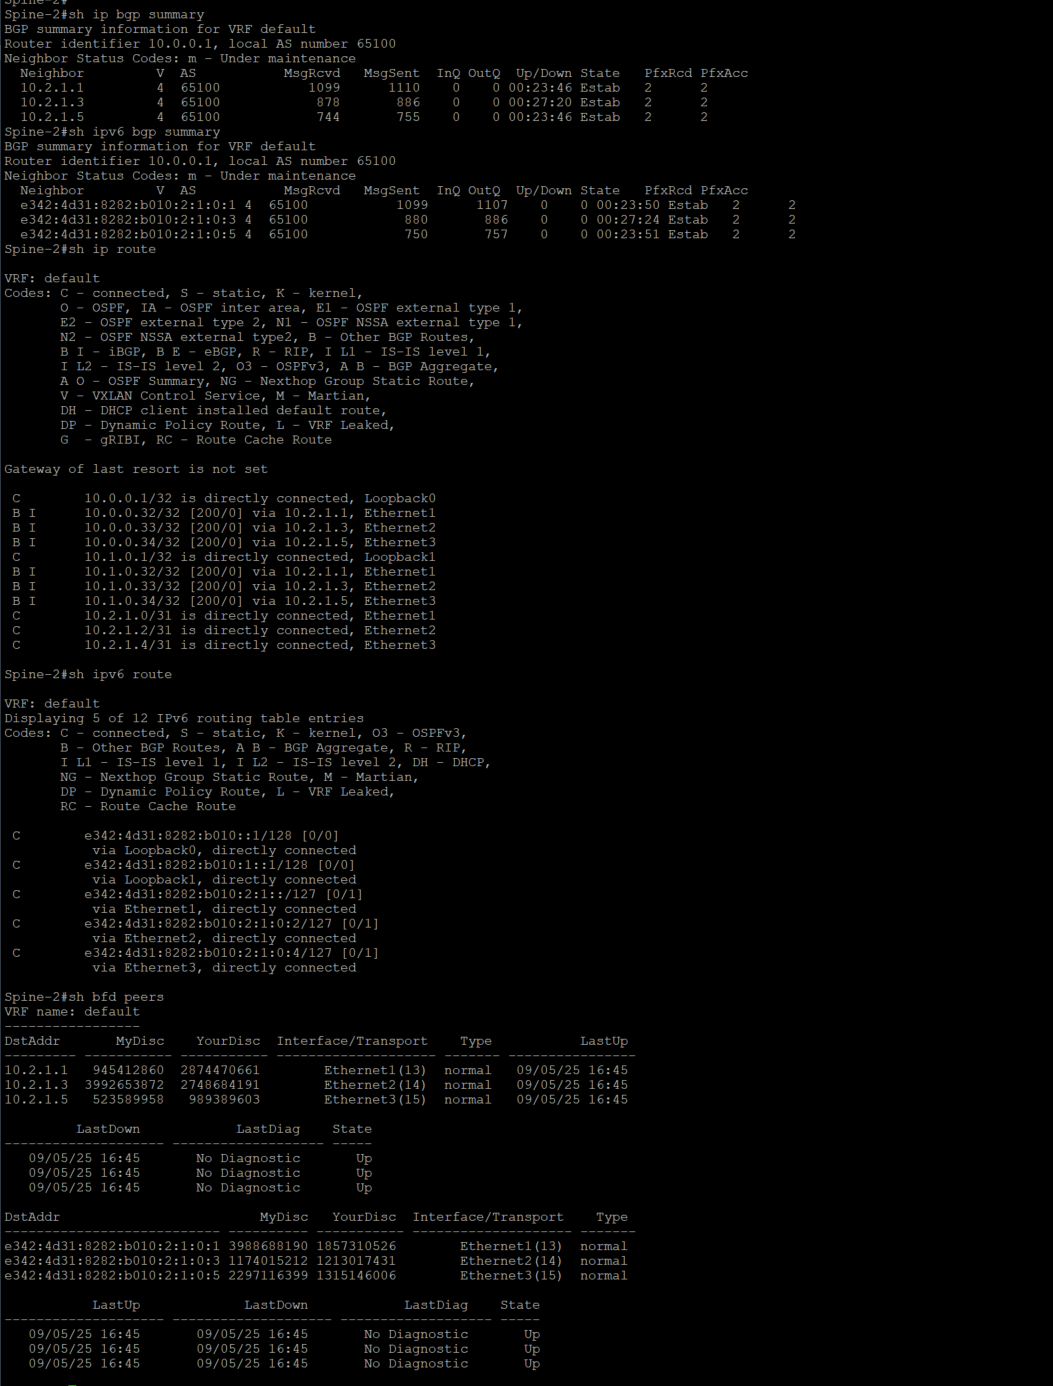 Spine-2#
Spine-2#sh ip bgp summary
BGP summary information for VRF default
Router identifier 10.0.0.1, local AS number 65100
Neighbor Status Codes: m - Under maintenance
  Neighbor         V  AS           MsgRcvd   MsgSent  InQ OutQ  Up/Down State   PfxRcd PfxAcc
  10.2.1.1         4  65100           1099      1110    0    0 00:23:46 Estab   2      2
  10.2.1.3         4  65100            878       886    0    0 00:27:20 Estab   2      2
  10.2.1.5         4  65100            744       755    0    0 00:23:46 Estab   2      2
Spine-2#sh ipv6 bgp summary
BGP summary information for VRF default
Router identifier 10.0.0.1, local AS number 65100
Neighbor Status Codes: m - Under maintenance
  Neighbor         V  AS           MsgRcvd   MsgSent  InQ OutQ  Up/Down State   PfxRcd PfxAcc
  e342:4d31:8282:b010:2:1:0:1 4  65100           1099      1107    0    0 00:23:50 Estab   2      2
  e342:4d31:8282:b010:2:1:0:3 4  65100            880       886    0    0 00:27:24 Estab   2      2
  e342:4d31:8282:b010:2:1:0:5 4  65100            750       757    0    0 00:23:51 Estab   2      2
Spine-2#sh ip route

VRF: default
Codes: C - connected, S - static, K - kernel,
       O - OSPF, IA - OSPF inter area, E1 - OSPF external type 1,
       E2 - OSPF external type 2, N1 - OSPF NSSA external type 1,
       N2 - OSPF NSSA external type2, B - Other BGP Routes,
       B I - iBGP, B E - eBGP, R - RIP, I L1 - IS-IS level 1,
       I L2 - IS-IS level 2, O3 - OSPFv3, A B - BGP Aggregate,
       A O - OSPF Summary, NG - Nexthop Group Static Route,
       V - VXLAN Control Service, M - Martian,
       DH - DHCP client installed default route,
       DP - Dynamic Policy Route, L - VRF Leaked,
       G  - gRIBI, RC - Route Cache Route

Gateway of last resort is not set

 C        10.0.0.1/32 is directly connected, Loopback0
 B I      10.0.0.32/32 [200/0] via 10.2.1.1, Ethernet1
 B I      10.0.0.33/32 [200/0] via 10.2.1.3, Ethernet2
 B I      10.0.0.34/32 [200/0] via 10.2.1.5, Ethernet3
 C        10.1.0.1/32 is directly connected, Loopback1
 B I      10.1.0.32/32 [200/0] via 10.2.1.1, Ethernet1
 B I      10.1.0.33/32 [200/0] via 10.2.1.3, Ethernet2
 B I      10.1.0.34/32 [200/0] via 10.2.1.5, Ethernet3
 C        10.2.1.0/31 is directly connected, Ethernet1
 C        10.2.1.2/31 is directly connected, Ethernet2
 C        10.2.1.4/31 is directly connected, Ethernet3

Spine-2#sh ipv6 route

VRF: default
Displaying 5 of 12 IPv6 routing table entries
Codes: C - connected, S - static, K - kernel, O3 - OSPFv3,
       B - Other BGP Routes, A B - BGP Aggregate, R - RIP,
       I L1 - IS-IS level 1, I L2 - IS-IS level 2, DH - DHCP,
       NG - Nexthop Group Static Route, M - Martian,
       DP - Dynamic Policy Route, L - VRF Leaked,
       RC - Route Cache Route

 C        e342:4d31:8282:b010::1/128 [0/0]
           via Loopback0, directly connected
 C        e342:4d31:8282:b010:1::1/128 [0/0]
           via Loopback1, directly connected
 C        e342:4d31:8282:b010:2:1::/127 [0/1]
           via Ethernet1, directly connected
 C        e342:4d31:8282:b010:2:1:0:2/127 [0/1]
           via Ethernet2, directly connected
 C        e342:4d31:8282:b010:2:1:0:4/127 [0/1]
           via Ethernet3, directly connected

Spine-2#sh bfd peers
VRF name: default
-----------------
DstAddr       MyDisc    YourDisc  Interface/Transport    Type           LastUp
--------- ----------- ----------- -------------------- ------- ----------------
10.2.1.1   945412860  2874470661        Ethernet1(13)  normal   09/05/25 16:45
10.2.1.3  3992653872  2748684191        Ethernet2(14)  normal   09/05/25 16:45
10.2.1.5   523589958   989389603        Ethernet3(15)  normal   09/05/25 16:45

         LastDown            LastDiag    State
-------------------- ------------------- -----
   09/05/25 16:45       No Diagnostic       Up
   09/05/25 16:45       No Diagnostic       Up
   09/05/25 16:45       No Diagnostic       Up

DstAddr                         MyDisc   YourDisc  Interface/Transport    Type
--------------------------- ---------- ----------- -------------------- -------
e342:4d31:8282:b010:2:1:0:1 3988688190 1857310526        Ethernet1(13)  normal
e342:4d31:8282:b010:2:1:0:3 1174015212 1213017431        Ethernet2(14)  normal
e342:4d31:8282:b010:2:1:0:5 2297116399 1315146006        Ethernet3(15)  normal

           LastUp             LastDown            LastDiag    State
-------------------- -------------------- ------------------- -----
   09/05/25 16:45       09/05/25 16:45       No Diagnostic       Up
   09/05/25 16:45       09/05/25 16:45       No Diagnostic       Up
   09/05/25 16:45       09/05/25 16:45       No Diagnostic       Up